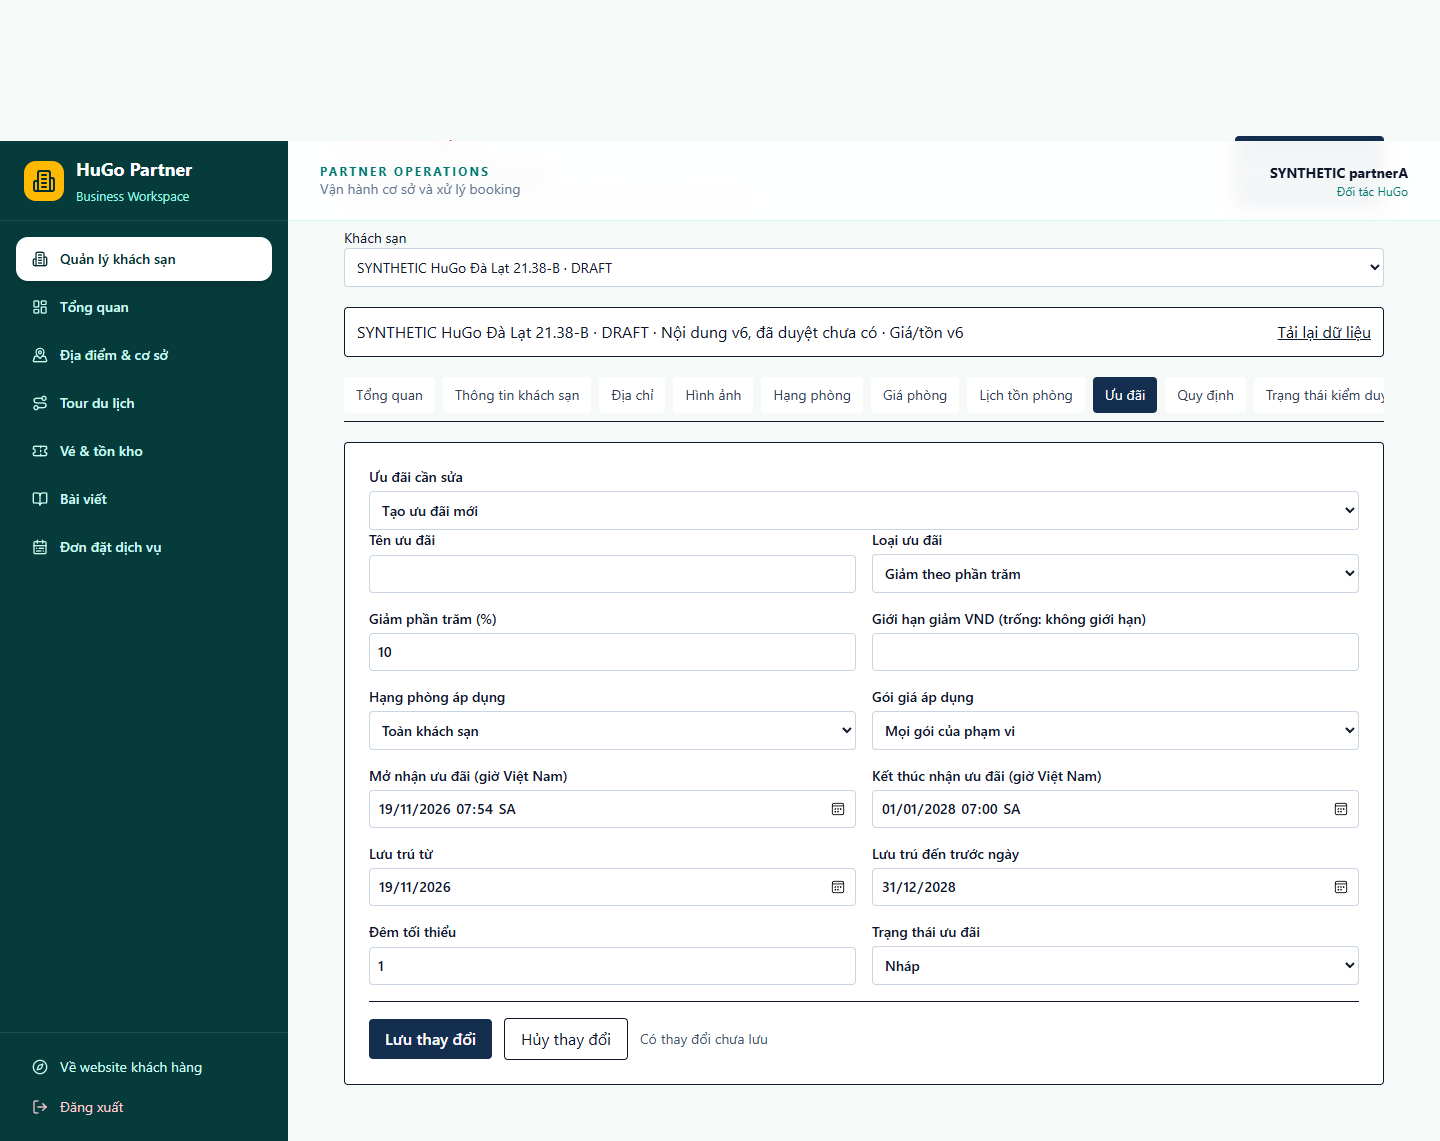 HuGo Partner
Business Workspace
Quản lý khách sạn
Tổng quan
Địa điểm & cơ sở
Tour du lịch
Vé & tồn kho
Bài viết
Đơn đặt dịch vụ
Về website khách hàng
Đăng xuất
PARTNER OPERATIONS
Vận hành cơ sở và xử lý booking
SYNTHETIC partnerA
Đối tác HuGo
Khách sạn
SYNTHETIC HuGo Đà Lạt 21.38-B · DRAFT
SYNTHETIC HuGo Đà Lạt 21.38-B · DRAFT · Nội dung v6, đã duyệt chưa có · Giá/tồn v6
Tải lại dữ liệu
Tổng quan
Thông tin khách sạn
Địa chỉ
Hình ảnh
Hạng phòng
Giá phòng
Lịch tồn phòng
Ưu đãi
Quy định
Trạng thái kiểm duy
Ưu đãi cần sửa
Tạo ưu đãi mới
Tên ưu đãi
Loại ưu đãi
Giảm theo phần trăm
Giảm phần trăm (%)
10
Giới hạn giảm VND (trống: không giới hạn)
Hạng phòng áp dụng
Toàn khách sạn
Gói giá áp dụng
Mọi gói của phạm vi
Mở nhận ưu đãi (giờ Việt Nam)
19/11/2026 07:54 SA
Kết thúc nhận ưu đãi (giờ Việt Nam)
01/01/2028 07:00 SA
Lưu trú từ
19/11/2026
Lưu trú đến trước ngày
31/12/2028
Đêm tối thiểu
1
Trạng thái ưu đãi
Nháp
Lưu thay đổi
Hủy thay đổi
Có thay đổi chưa lưu